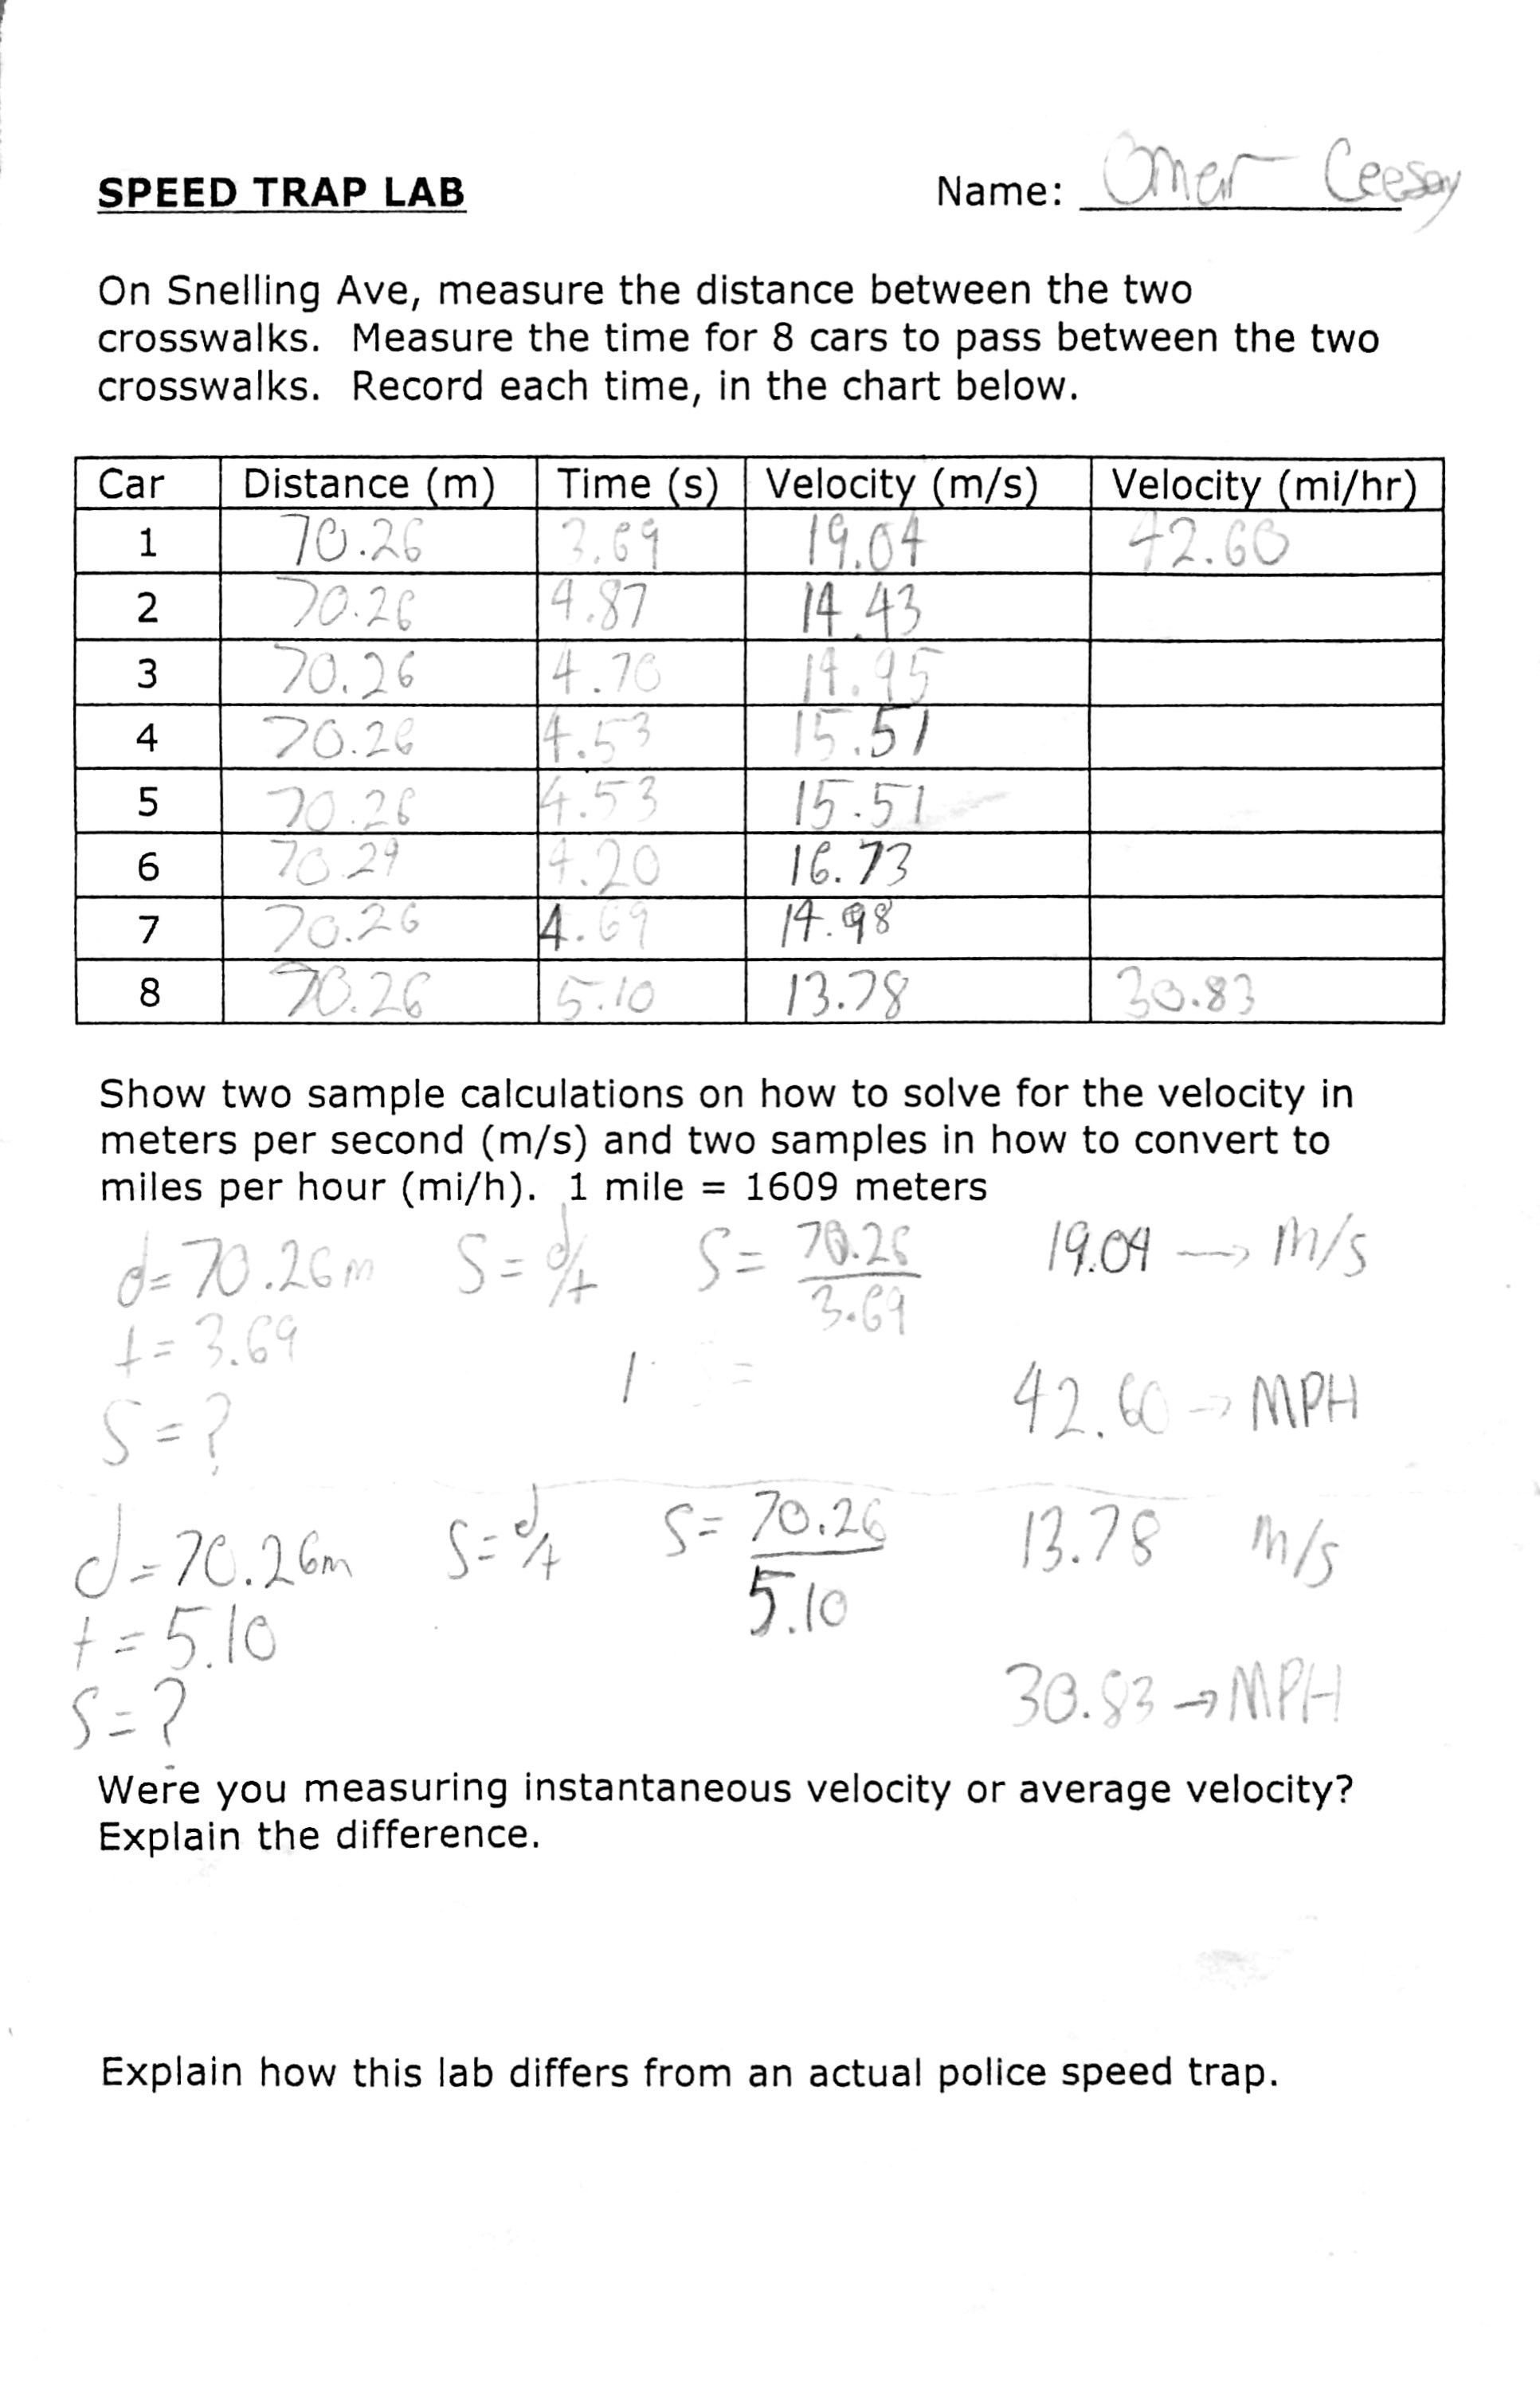 SPEED TRAP LAB Name: Omar Ceesay
On Snelling Ave, measure the distance between the two
crosswalks. Measure the time for 8 cars to pass between the two
crosswalks. Record each time, in the chart below.
Car Distance (m) Time (s) Velocity (m/s) Velocity (mi/hr)
1 70.26 3.69 19.04 42.60
2 70.26 4.87 14.43
3 70.26 4.70 14.95
4 70.26 4.53 15.51
5 70.26 4.53 15.51
6 70.29 4.20 16.73
7 70.26 4.69 14.98
8 70.26 5.10 13.78 30.83
Show two sample calculations on how to solve for the velocity in
meters per second (m/s) and two samples in how to convert to
miles per hour (mi/h). 1 mile = 1609 meters
d=70.26m S=d/t S=70.26/3.69 19.04 → m/s
t=3.69
S=? 42.60 → MPH
d=70.26m S=d/t S=70.26/5.10 13.78 m/s
t=5.10
S=? 30.83 → MPH
Were you measuring instantaneous velocity or average velocity?
Explain the difference.
Explain how this lab differs from an actual police speed trap.